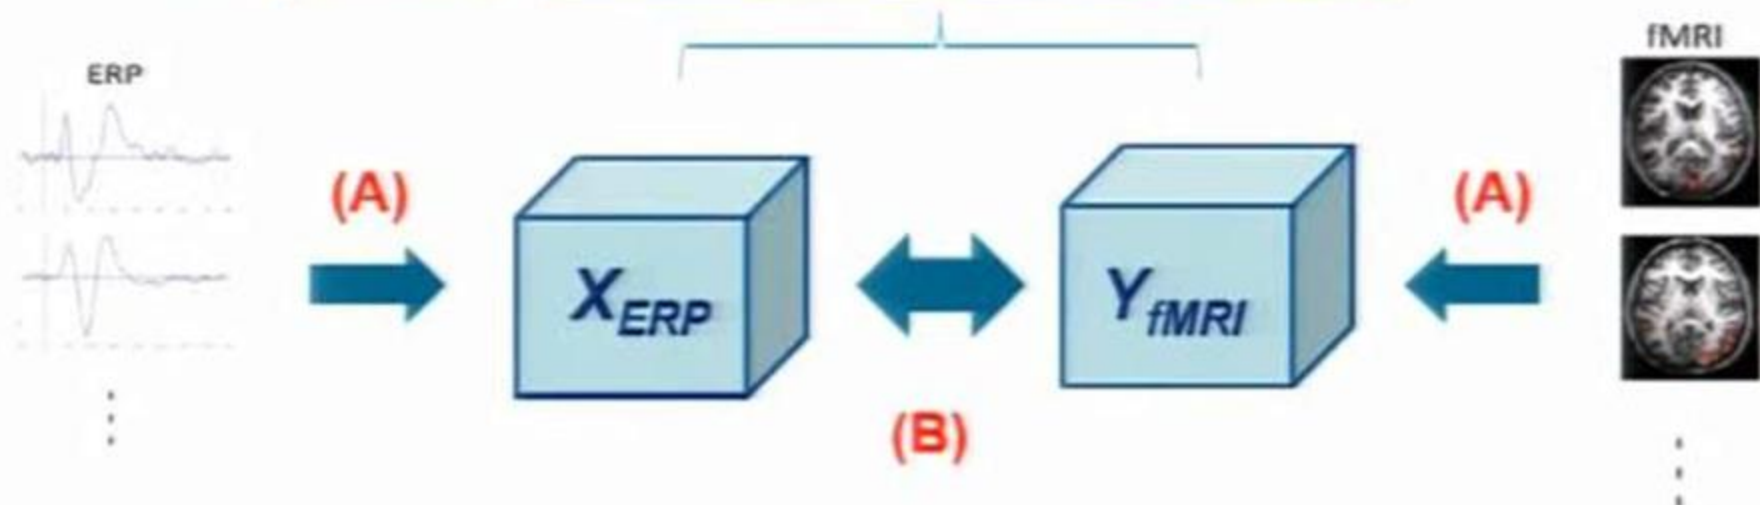 fMRI
ERP
(A)
(A)
X_ERP
Y_fMRI
(B)